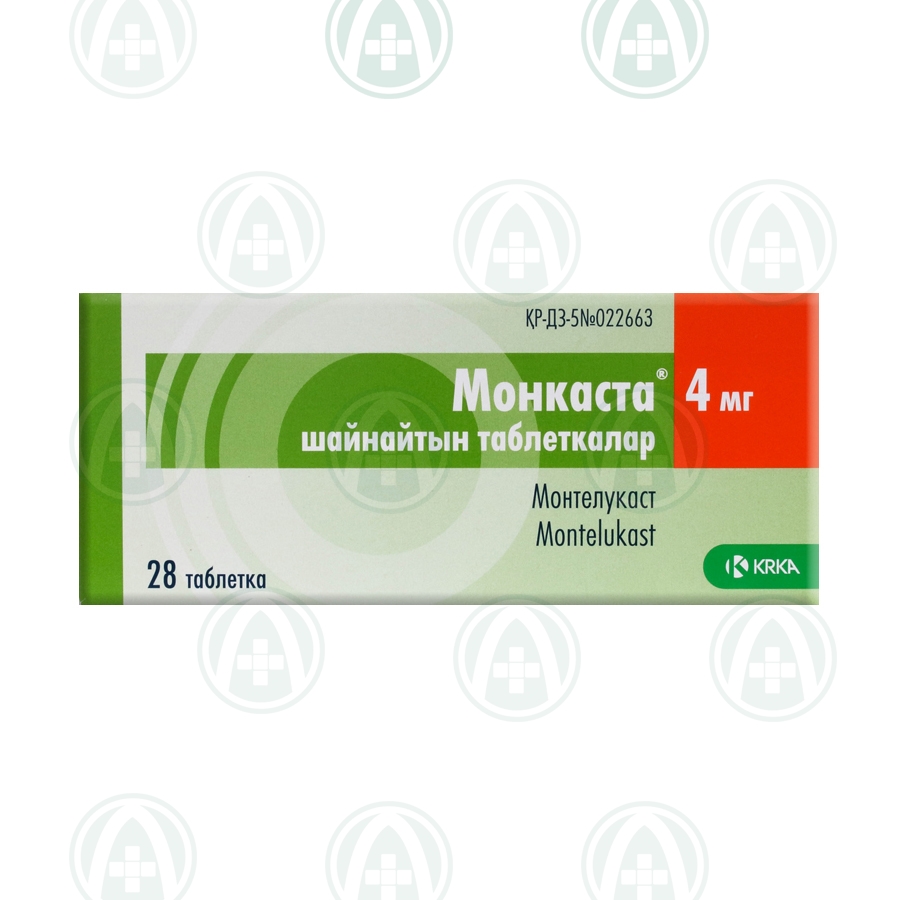 ҚР-ДЗ-5№022663
Монкаста® 4 мг
шайнайтын таблеткалар
Монтелукаст
Montelukast
28 таблетка
KRKA